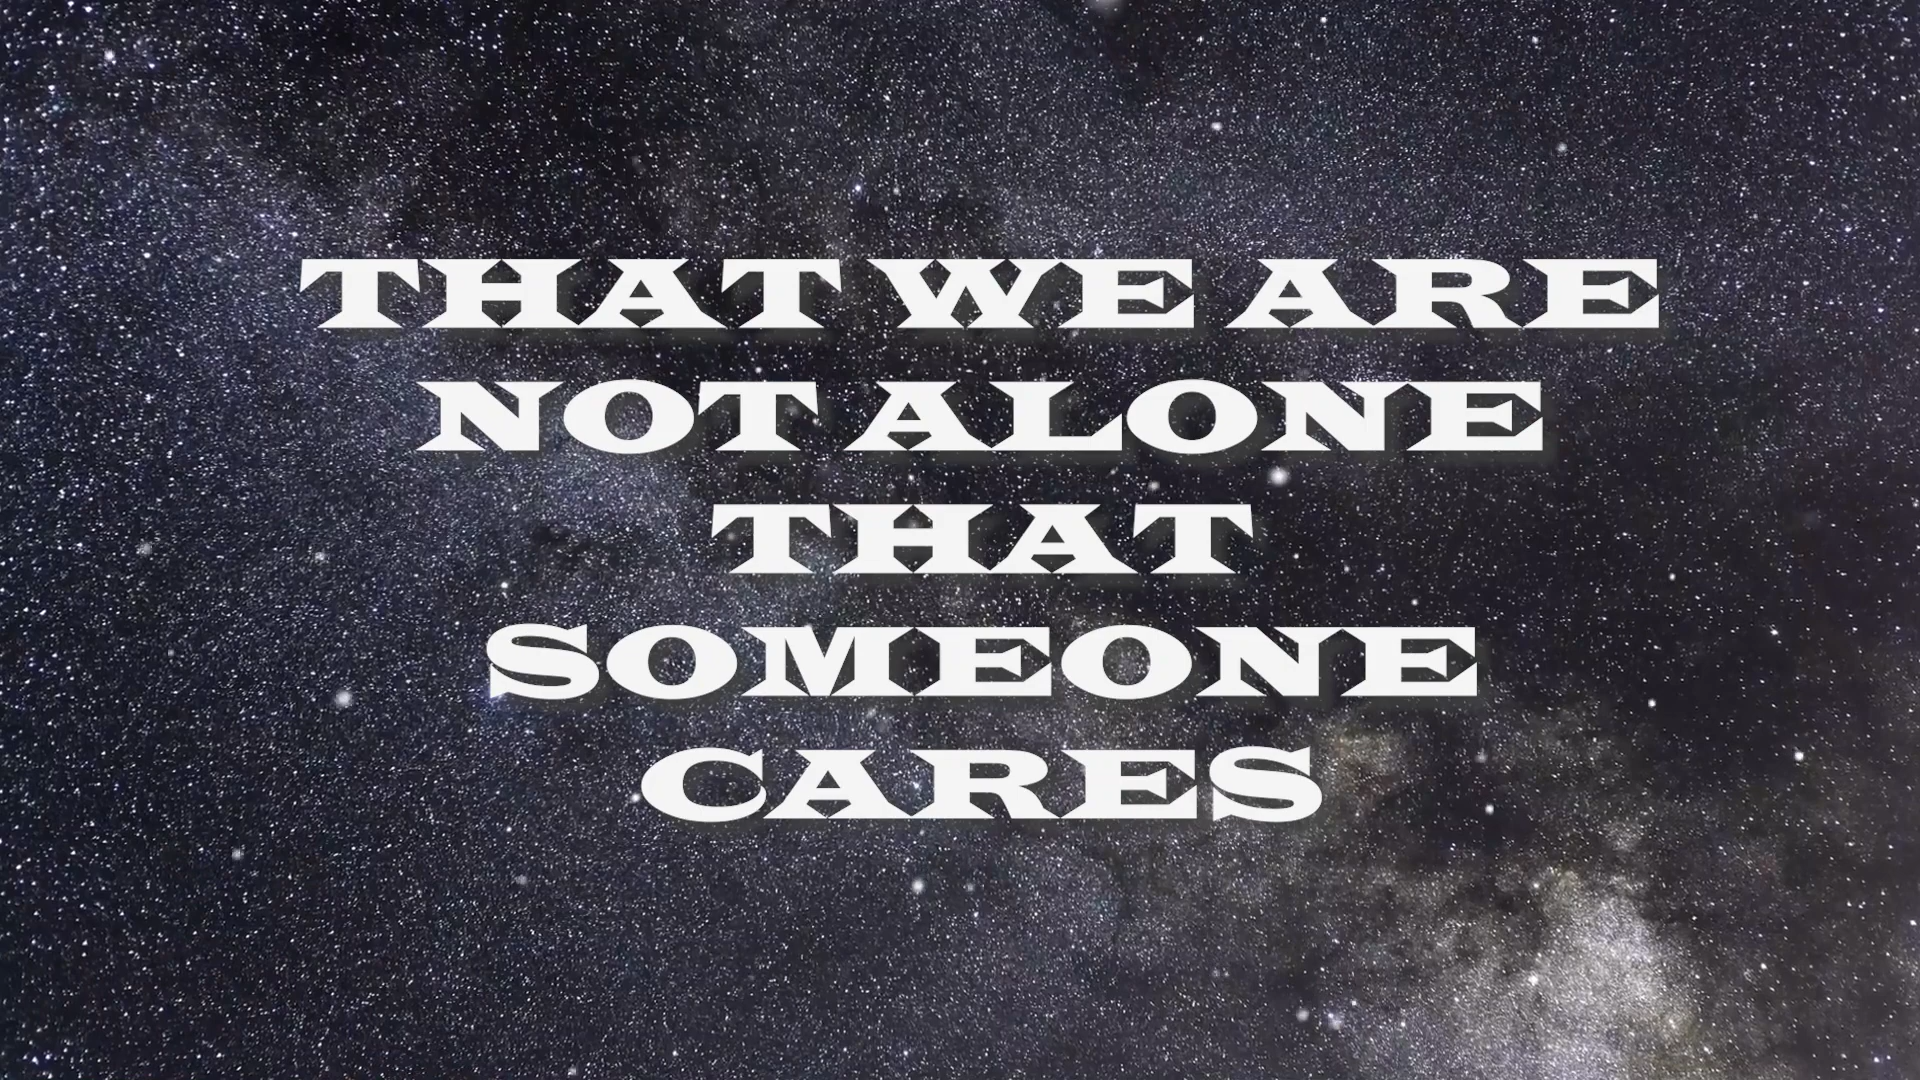 THAT WE ARE
NOT ALONE
THAT
SOMEONE
CARES